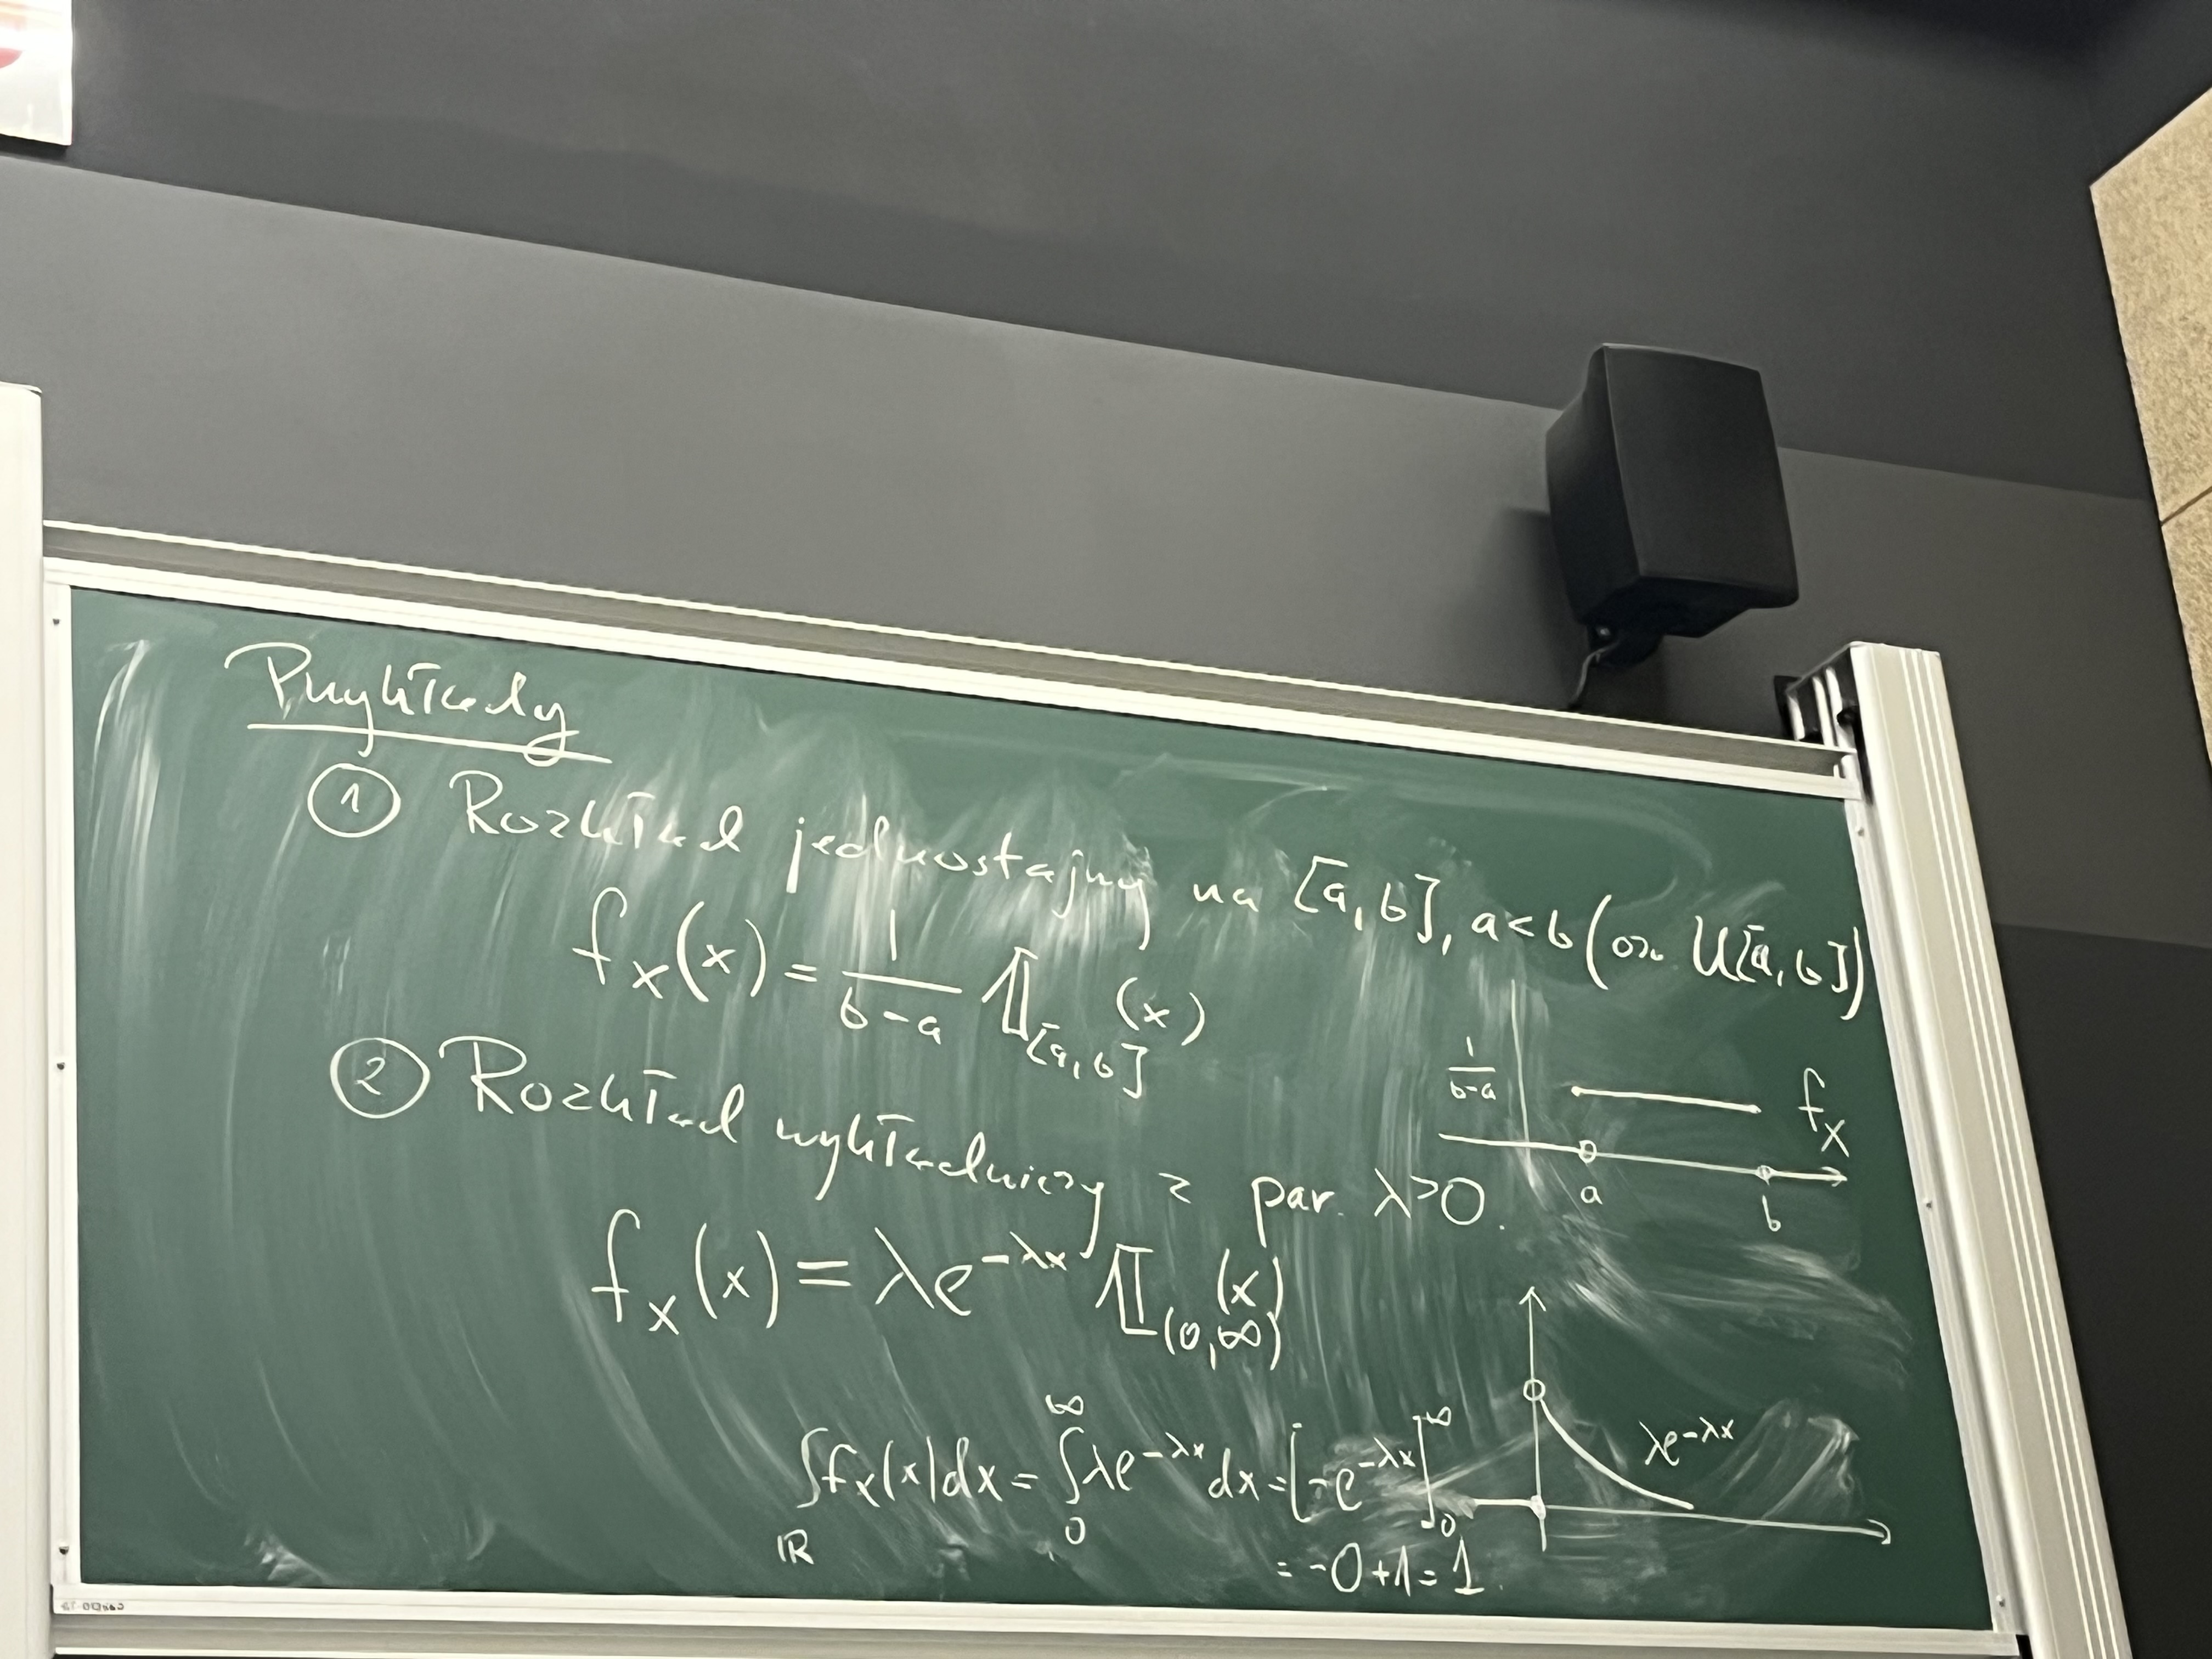 Przykłady
① Rozkład jednostajny na [a,b], a<b (ozn. U[a,b])
f_X(x) = 1/(b-a) 𝟙_[a,b](x)
1/(b-a)
f_X
a
b
② Rozkład wykładniczy z par. λ>0.
f_X(x) = λe^(-λx) 𝟙_(0,∞)(x)
∫_ℝ f_X(x)dx = ∫_0^∞ λe^(-λx)dx = [-e^(-λx)]_0^∞
= -0+1 = 1.
λe^(-λx)